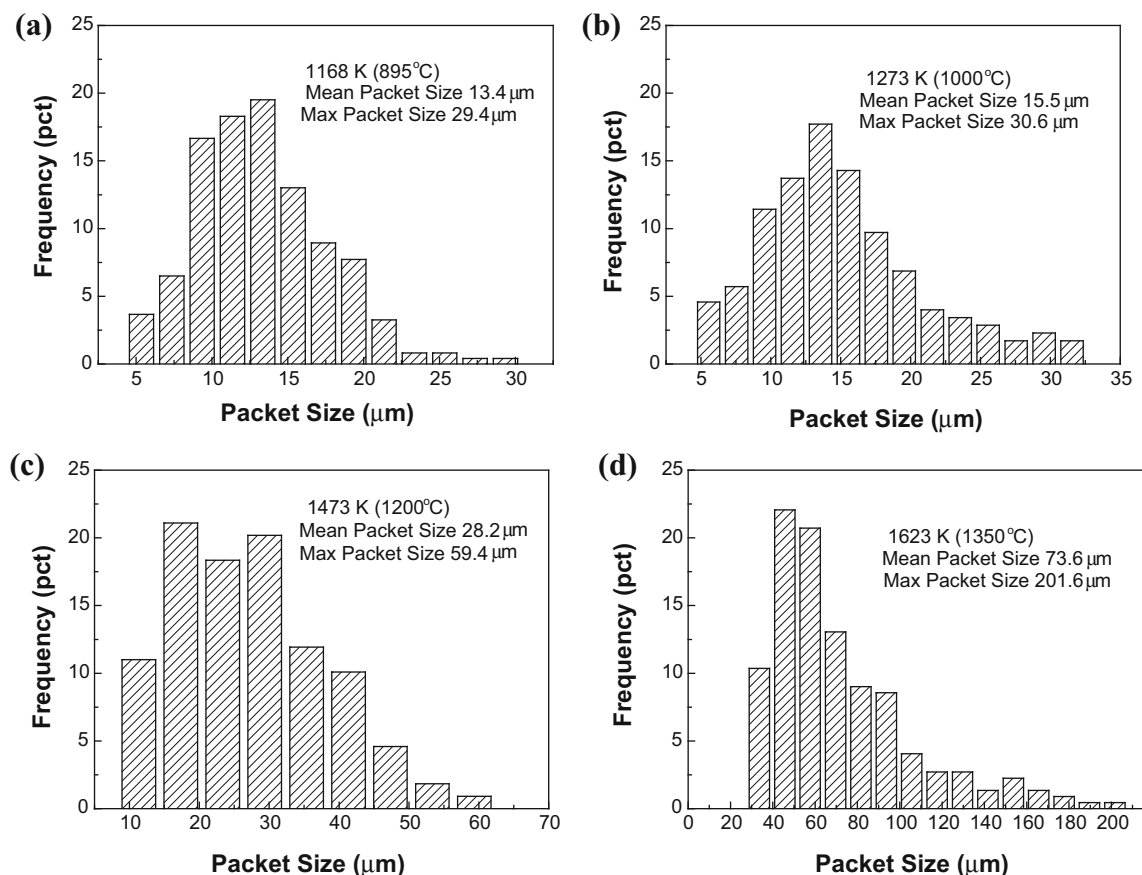 (a)
25
20
15
10
5
0
Frequency (pct)
1168 K (895°C)
Mean Packet Size 13.4 μm
Max Packet Size 29.4 μm
5 10 15 20 25 30
Packet Size (μm)
(b)
25
20
15
10
5
0
Frequency (pct)
1273 K (1000°C)
Mean Packet Size 15.5 μm
Max Packet Size 30.6 μm
5 10 15 20 25 30 35
Packet Size (μm)
(c)
25
20
15
10
5
0
Frequency (pct)
1473 K (1200°C)
Mean Packet Size 28.2 μm
Max Packet Size 59.4 μm
10 20 30 40 50 60 70
Packet Size (μm)
(d)
25
20
15
10
5
0
Frequency (pct)
1623 K (1350°C)
Mean Packet Size 73.6 μm
Max Packet Size 201.6 μm
0 20 40 60 80 100 120 140 160 180 200
Packet Size (μm)